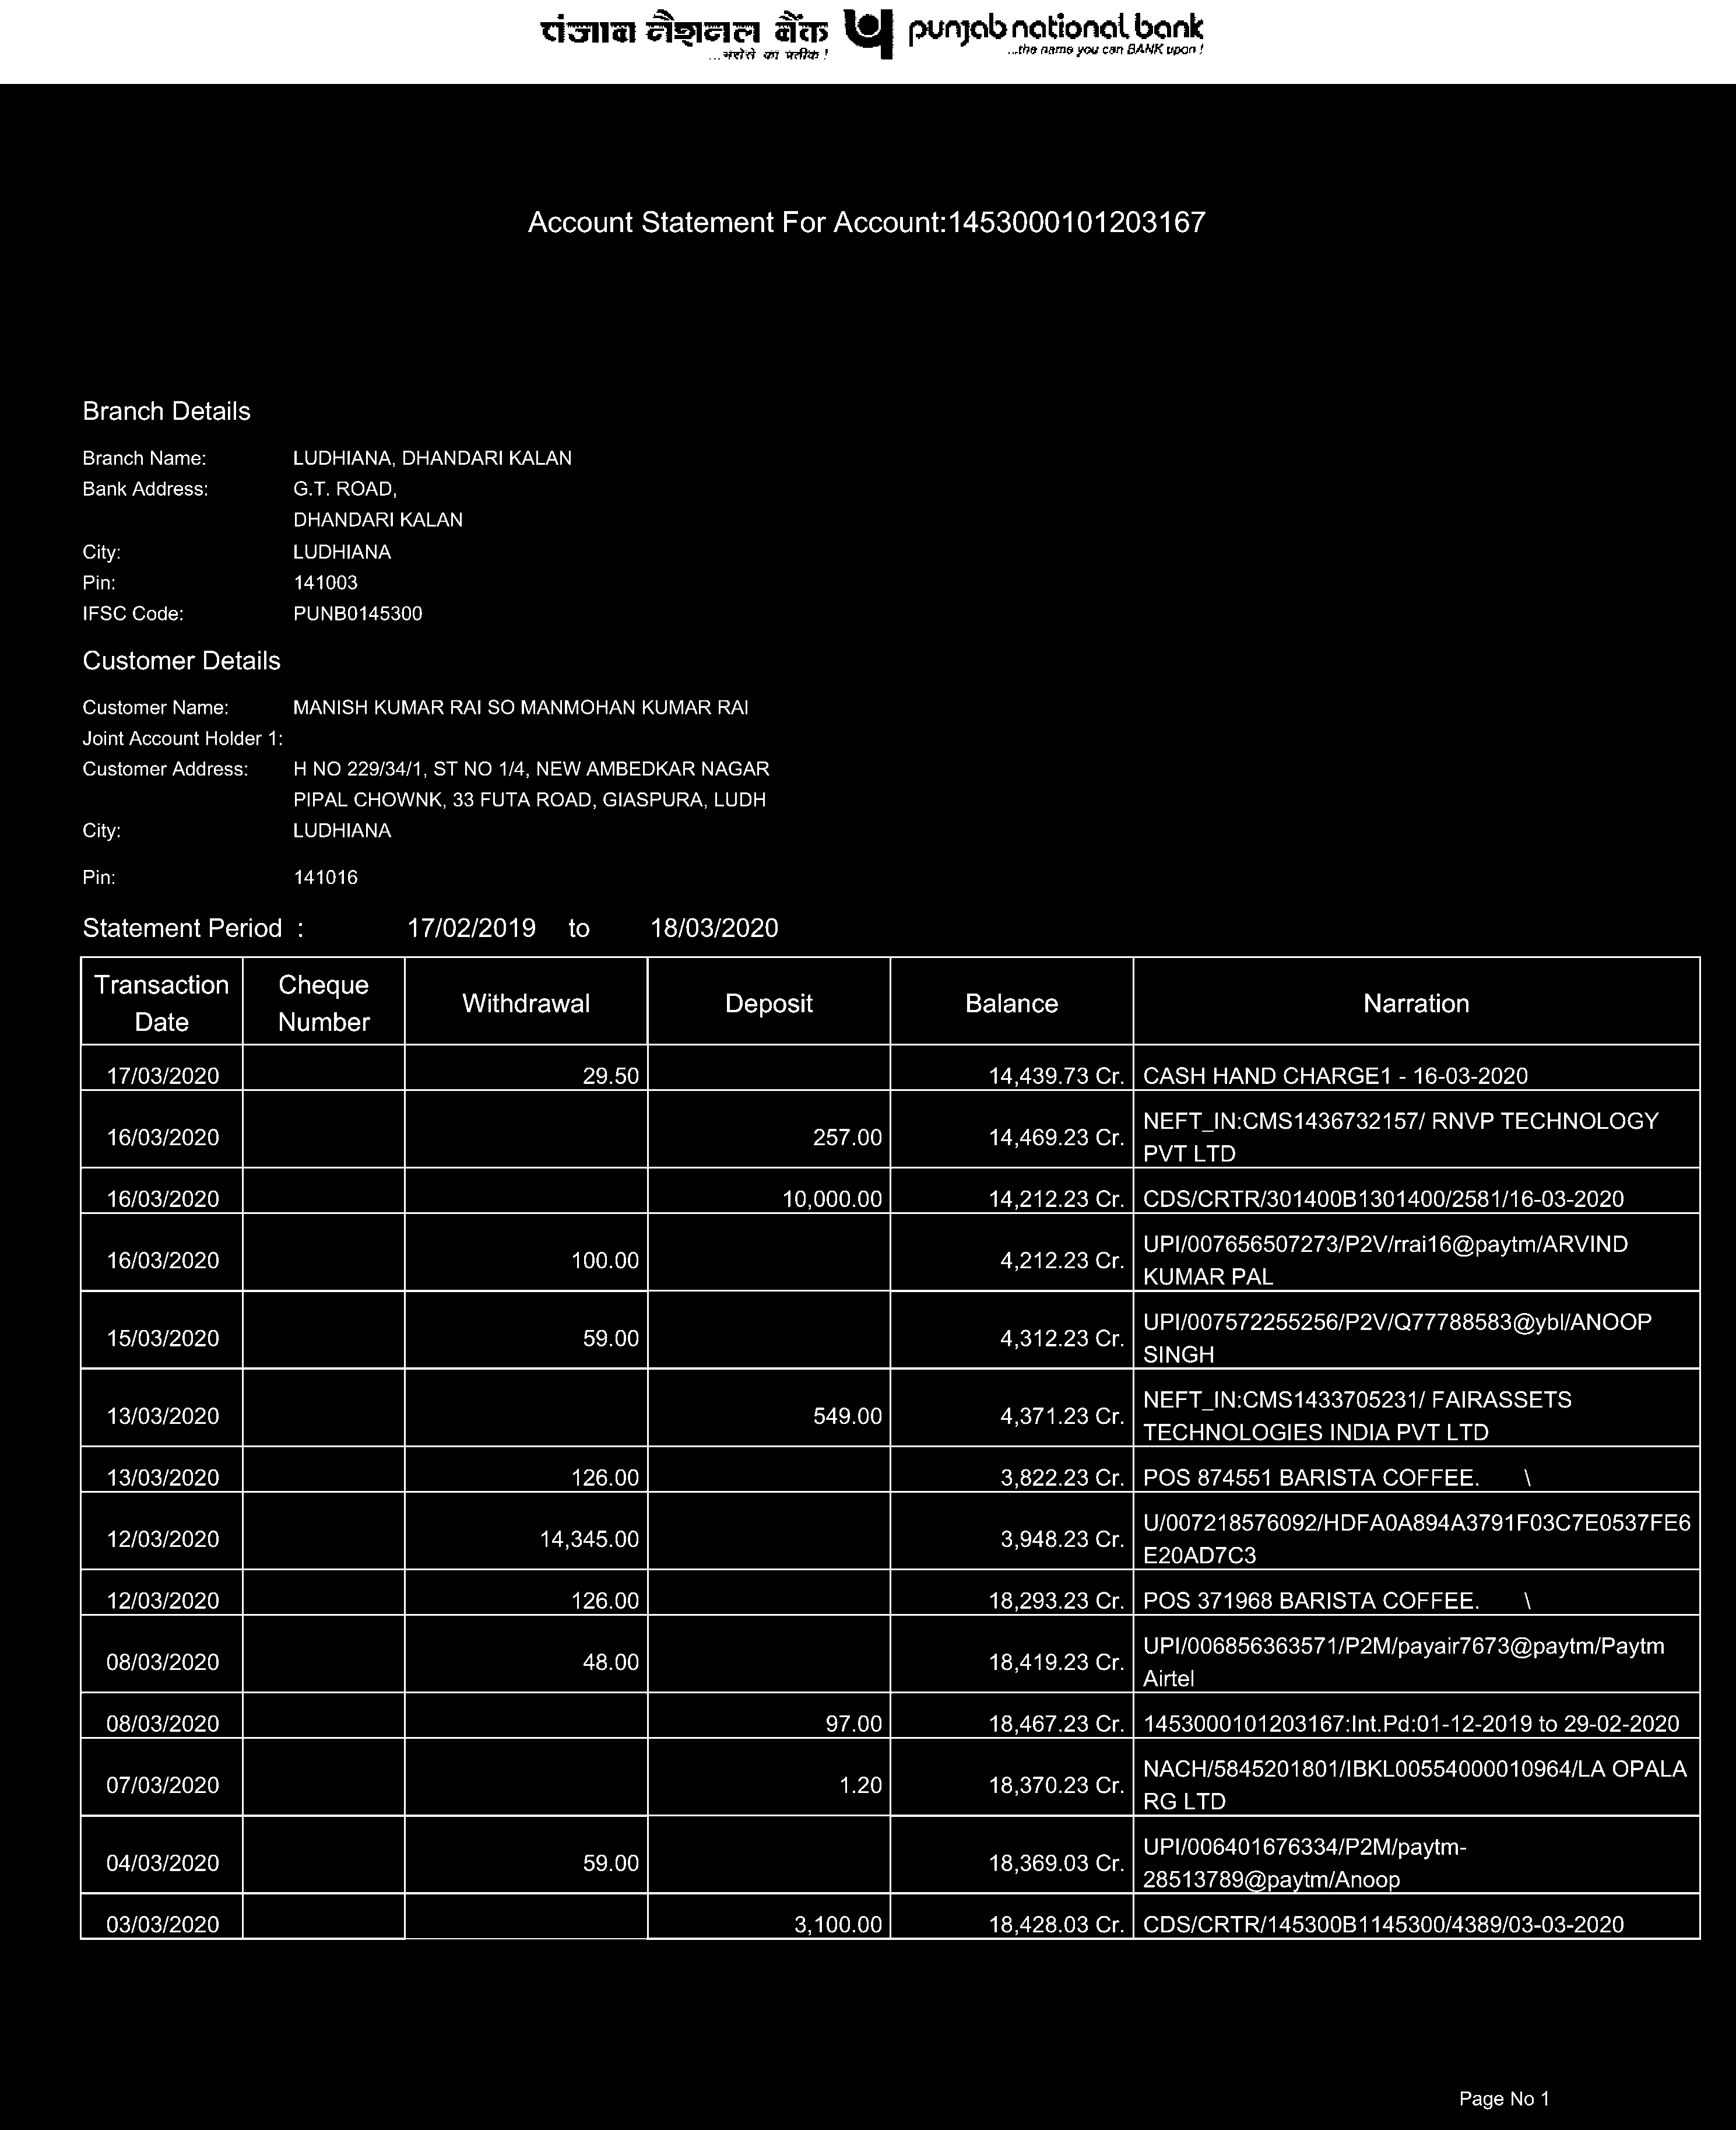 पंजाब नैशनल बैंक punjab national bank
...भरोसे का प्रतीक ! ...the name you can BANK upon !
Account Statement For Account:1453000101203167
Branch Details
Branch Name: LUDHIANA, DHANDARI KALAN
Bank Address: G.T. ROAD,
DHANDARI KALAN
City: LUDHIANA
Pin: 141003
IFSC Code: PUNB0145300
Customer Details
Customer Name: MANISH KUMAR RAI SO MANMOHAN KUMAR RAI
Joint Account Holder 1:
Customer Address: H NO 229/34/1, ST NO 1/4, NEW AMBEDKAR NAGAR
PIPAL CHOWNK, 33 FUTA ROAD, GIASPURA, LUDH
City: LUDHIANA
Pin: 141016
Statement Period : 17/02/2019 to 18/03/2020
Transaction Date Cheque Number Withdrawal Deposit Balance Narration
17/03/2020 29.50 14,439.73 Cr. CASH HAND CHARGE1 - 16-03-2020
16/03/2020 257.00 14,469.23 Cr. NEFT_IN:CMS1436732157/ RNVP TECHNOLOGY
PVT LTD
16/03/2020 10,000.00 14,212.23 Cr. CDS/CRTR/301400B1301400/2581/16-03-2020
16/03/2020 100.00 4,212.23 Cr. UPI/007656507273/P2V/rrai16@paytm/ARVIND
KUMAR PAL
15/03/2020 59.00 4,312.23 Cr. UPI/007572255256/P2V/Q77788583@ybl/ANOOP
SINGH
13/03/2020 549.00 4,371.23 Cr. NEFT_IN:CMS1433705231/ FAIRASSETS
TECHNOLOGIES INDIA PVT LTD
13/03/2020 126.00 3,822.23 Cr. POS 874551 BARISTA COFFEE. \
12/03/2020 14,345.00 3,948.23 Cr. U/007218576092/HDFA0A894A3791F03C7E0537FE6
E20AD7C3
12/03/2020 126.00 18,293.23 Cr. POS 371968 BARISTA COFFEE. \
08/03/2020 48.00 18,419.23 Cr. UPI/006856363571/P2M/payair7673@paytm/Paytm
Airtel
08/03/2020 97.00 18,467.23 Cr. 1453000101203167:Int.Pd:01-12-2019 to 29-02-2020
07/03/2020 1.20 18,370.23 Cr. NACH/5845201801/IBKL00554000010964/LA OPALA
RG LTD
04/03/2020 59.00 18,369.03 Cr. UPI/006401676334/P2M/paytm-
28513789@paytm/Anoop
03/03/2020 3,100.00 18,428.03 Cr. CDS/CRTR/145300B1145300/4389/03-03-2020
Page No 1